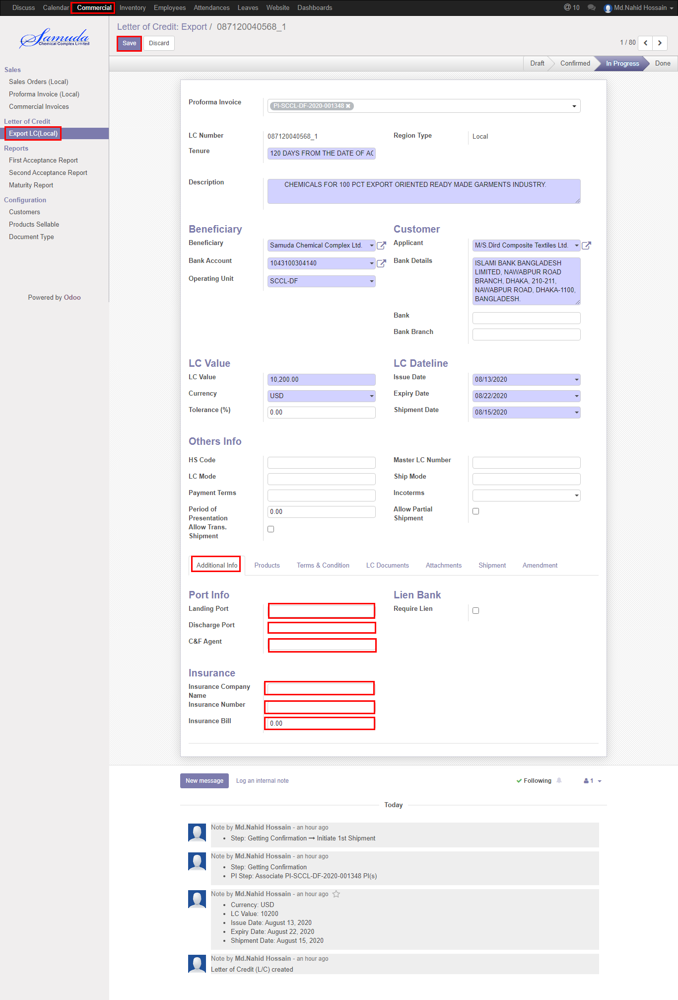 Discuss Calendar Commercial Inventory Employees Attendances Leaves Website Dashboards @ 10 Md.Nahid Hossain
Samuda
Chemical Complex Limited
Letter of Credit: Export / 087120040568_1
Save Discard 1 / 80
Draft Confirmed In Progress Done
Sales
Sales Orders (Local)
Proforma Invoice (Local)
Commercial Invoices
Letter of Credit
Export LC(Local)
Reports
First Acceptance Report
Second Acceptance Report
Maturity Report
Configuration
Customers
Products Sellable
Document Type
Powered by Odoo
Proforma Invoice PI-SCCL-DF-2020-001348 ✖
LC Number 087120040568_1 Region Type Local
Tenure 120 DAYS FROM THE DATE OF AC
Description CHEMICALS FOR 100 PCT EXPORT ORIENTED READY MADE GARMENTS INDUSTRY.
Beneficiary Customer
Beneficiary Samuda Chemical Complex Ltd. Applicant M/S.Dird Composite Textiles Ltd.
Bank Account 1043100304140 Bank Details ISLAMI BANK BANGLADESH
LIMITED, NAWABPUR ROAD
Operating Unit SCCL-DF BRANCH, DHAKA, 210-211,
NAWABPUR ROAD, DHAKA-1100,
BANGLADESH.
Bank
Bank Branch
LC Value LC Dateline
LC Value 10,200.00 Issue Date 08/13/2020
Currency USD Expiry Date 08/22/2020
Tolerance (%) 0.00 Shipment Date 08/15/2020
Others Info
HS Code Master LC Number
LC Mode Ship Mode
Payment Terms Incoterms
Period of 0.00 Allow Partial
Presentation Shipment
Allow Trans.
Shipment
Additional Info Products Terms & Condition LC Documents Attachments Shipment Amendment
Port Info Lien Bank
Landing Port Require Lien
Discharge Port
C&F Agent
Insurance
Insurance Company
Name
Insurance Number
Insurance Bill 0.00
New message Log an internal note Following 1
Today
Note by Md.Nahid Hossain - an hour ago
• Step: Getting Confirmation → Initiate 1st Shipment
Note by Md.Nahid Hossain - an hour ago
• Step: Getting Confirmation
• PI Step: Associate PI-SCCL-DF-2020-001348 PI(s)
Note by Md.Nahid Hossain - an hour ago
• Currency: USD
• LC Value: 10200
• Issue Date: August 13, 2020
• Expiry Date: August 22, 2020
• Shipment Date: August 15, 2020
Note by Md.Nahid Hossain - an hour ago
Letter of Credit (L/C) created